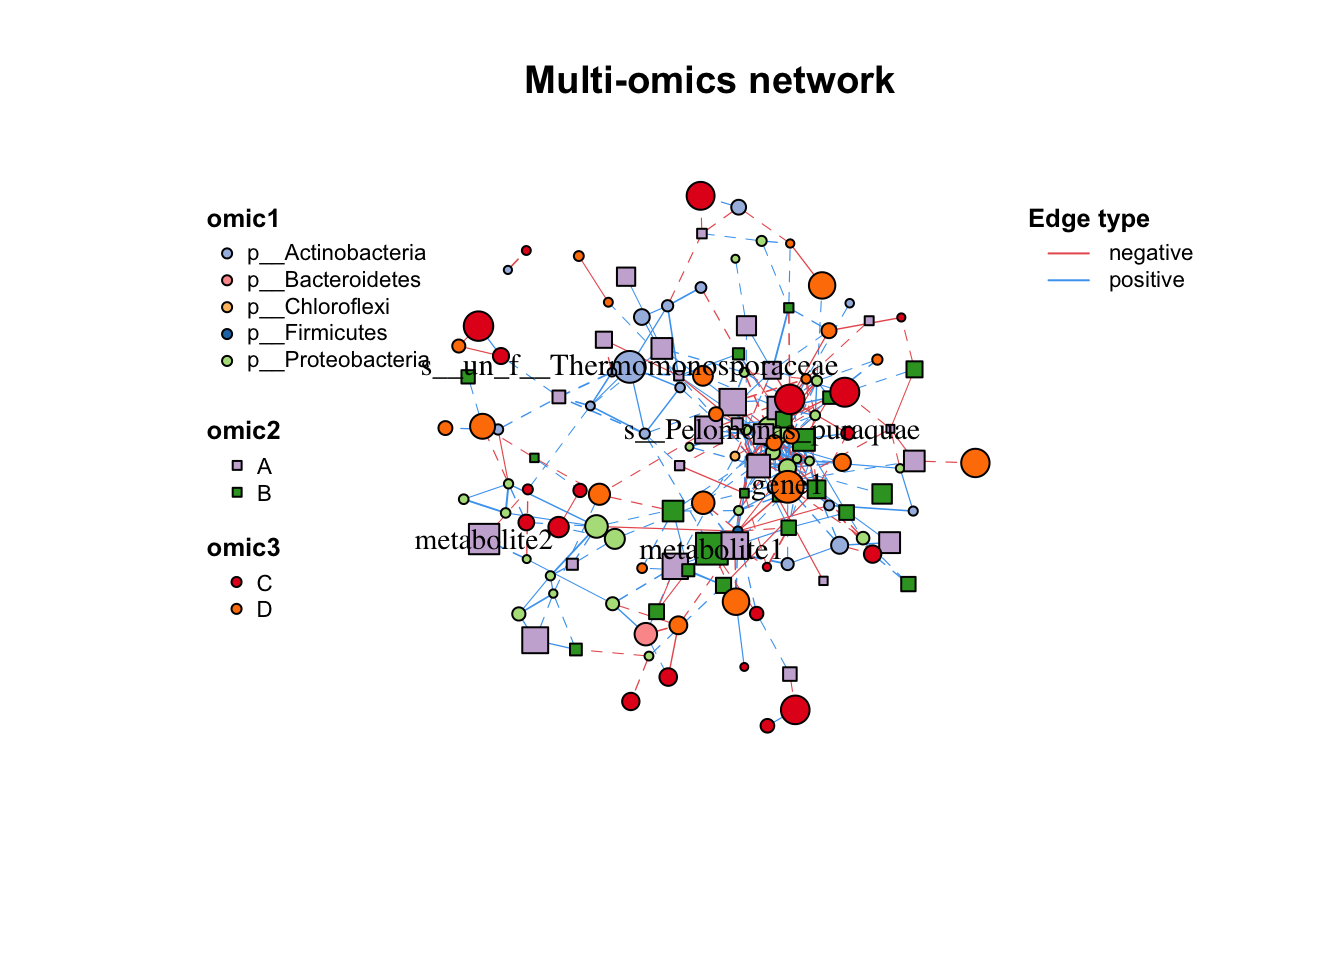 Multi-omics network
omic1
p__Actinobacteria
p__Bacteroidetes
p__Chloroflexi
p__Firmicutes
p__Proteobacteria
omic2
A
B
omic3
C
D
Edge type
negative
positive
s__un_f__Thermomonosporaceae
s__Pelomonas_puraquae
gene1
metabolite2
metabolite1